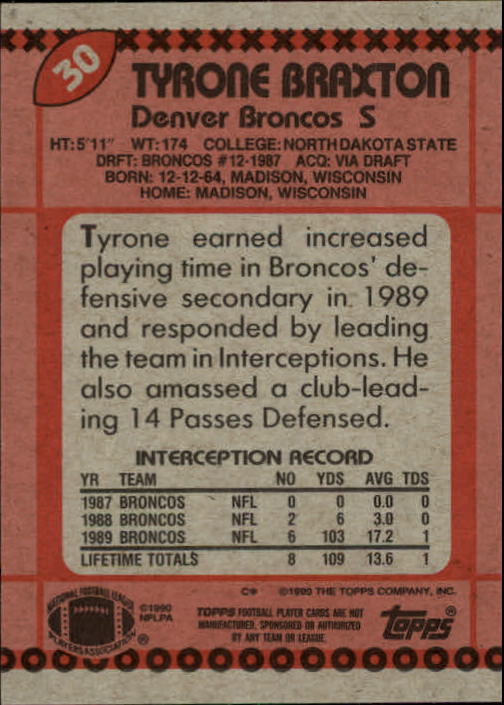 30
TYRONE BRAXTON
Denver Broncos S
HT: 5'11" WT: 174 COLLEGE: NORTH DAKOTA STATE
DRFT: BRONCOS #12-1987 ACQ: VIA DRAFT
BORN: 12-12-64, MADISON, WISCONSIN
HOME: MADISON, WISCONSIN
Tyrone earned increased
playing time in Broncos' de-
fensive secondary in 1989
and responded by leading
the team in Interceptions. He
also amassed a club-lead-
ing 14 Passes Defensed.
INTERCEPTION RECORD
YR TEAM NO YDS AVG TDS
1987 BRONCOS NFL 0 0 0.0 0
1988 BRONCOS NFL 2 6 3.0 0
1989 BRONCOS NFL 6 103 17.2 1
LIFETIME TOTALS 8 109 13.6 1
C* ©1990 THE TOPPS COMPANY, INC.
NATIONAL FOOTBALL LEAGUE
PLAYERS ASSOCIATION ®
©1990
NFLPA
TOPPS FOOTBALL PLAYER CARDS ARE NOT
MANUFACTURED, SPONSORED OR AUTHORIZED
BY ANY TEAM OR LEAGUE.
topps®